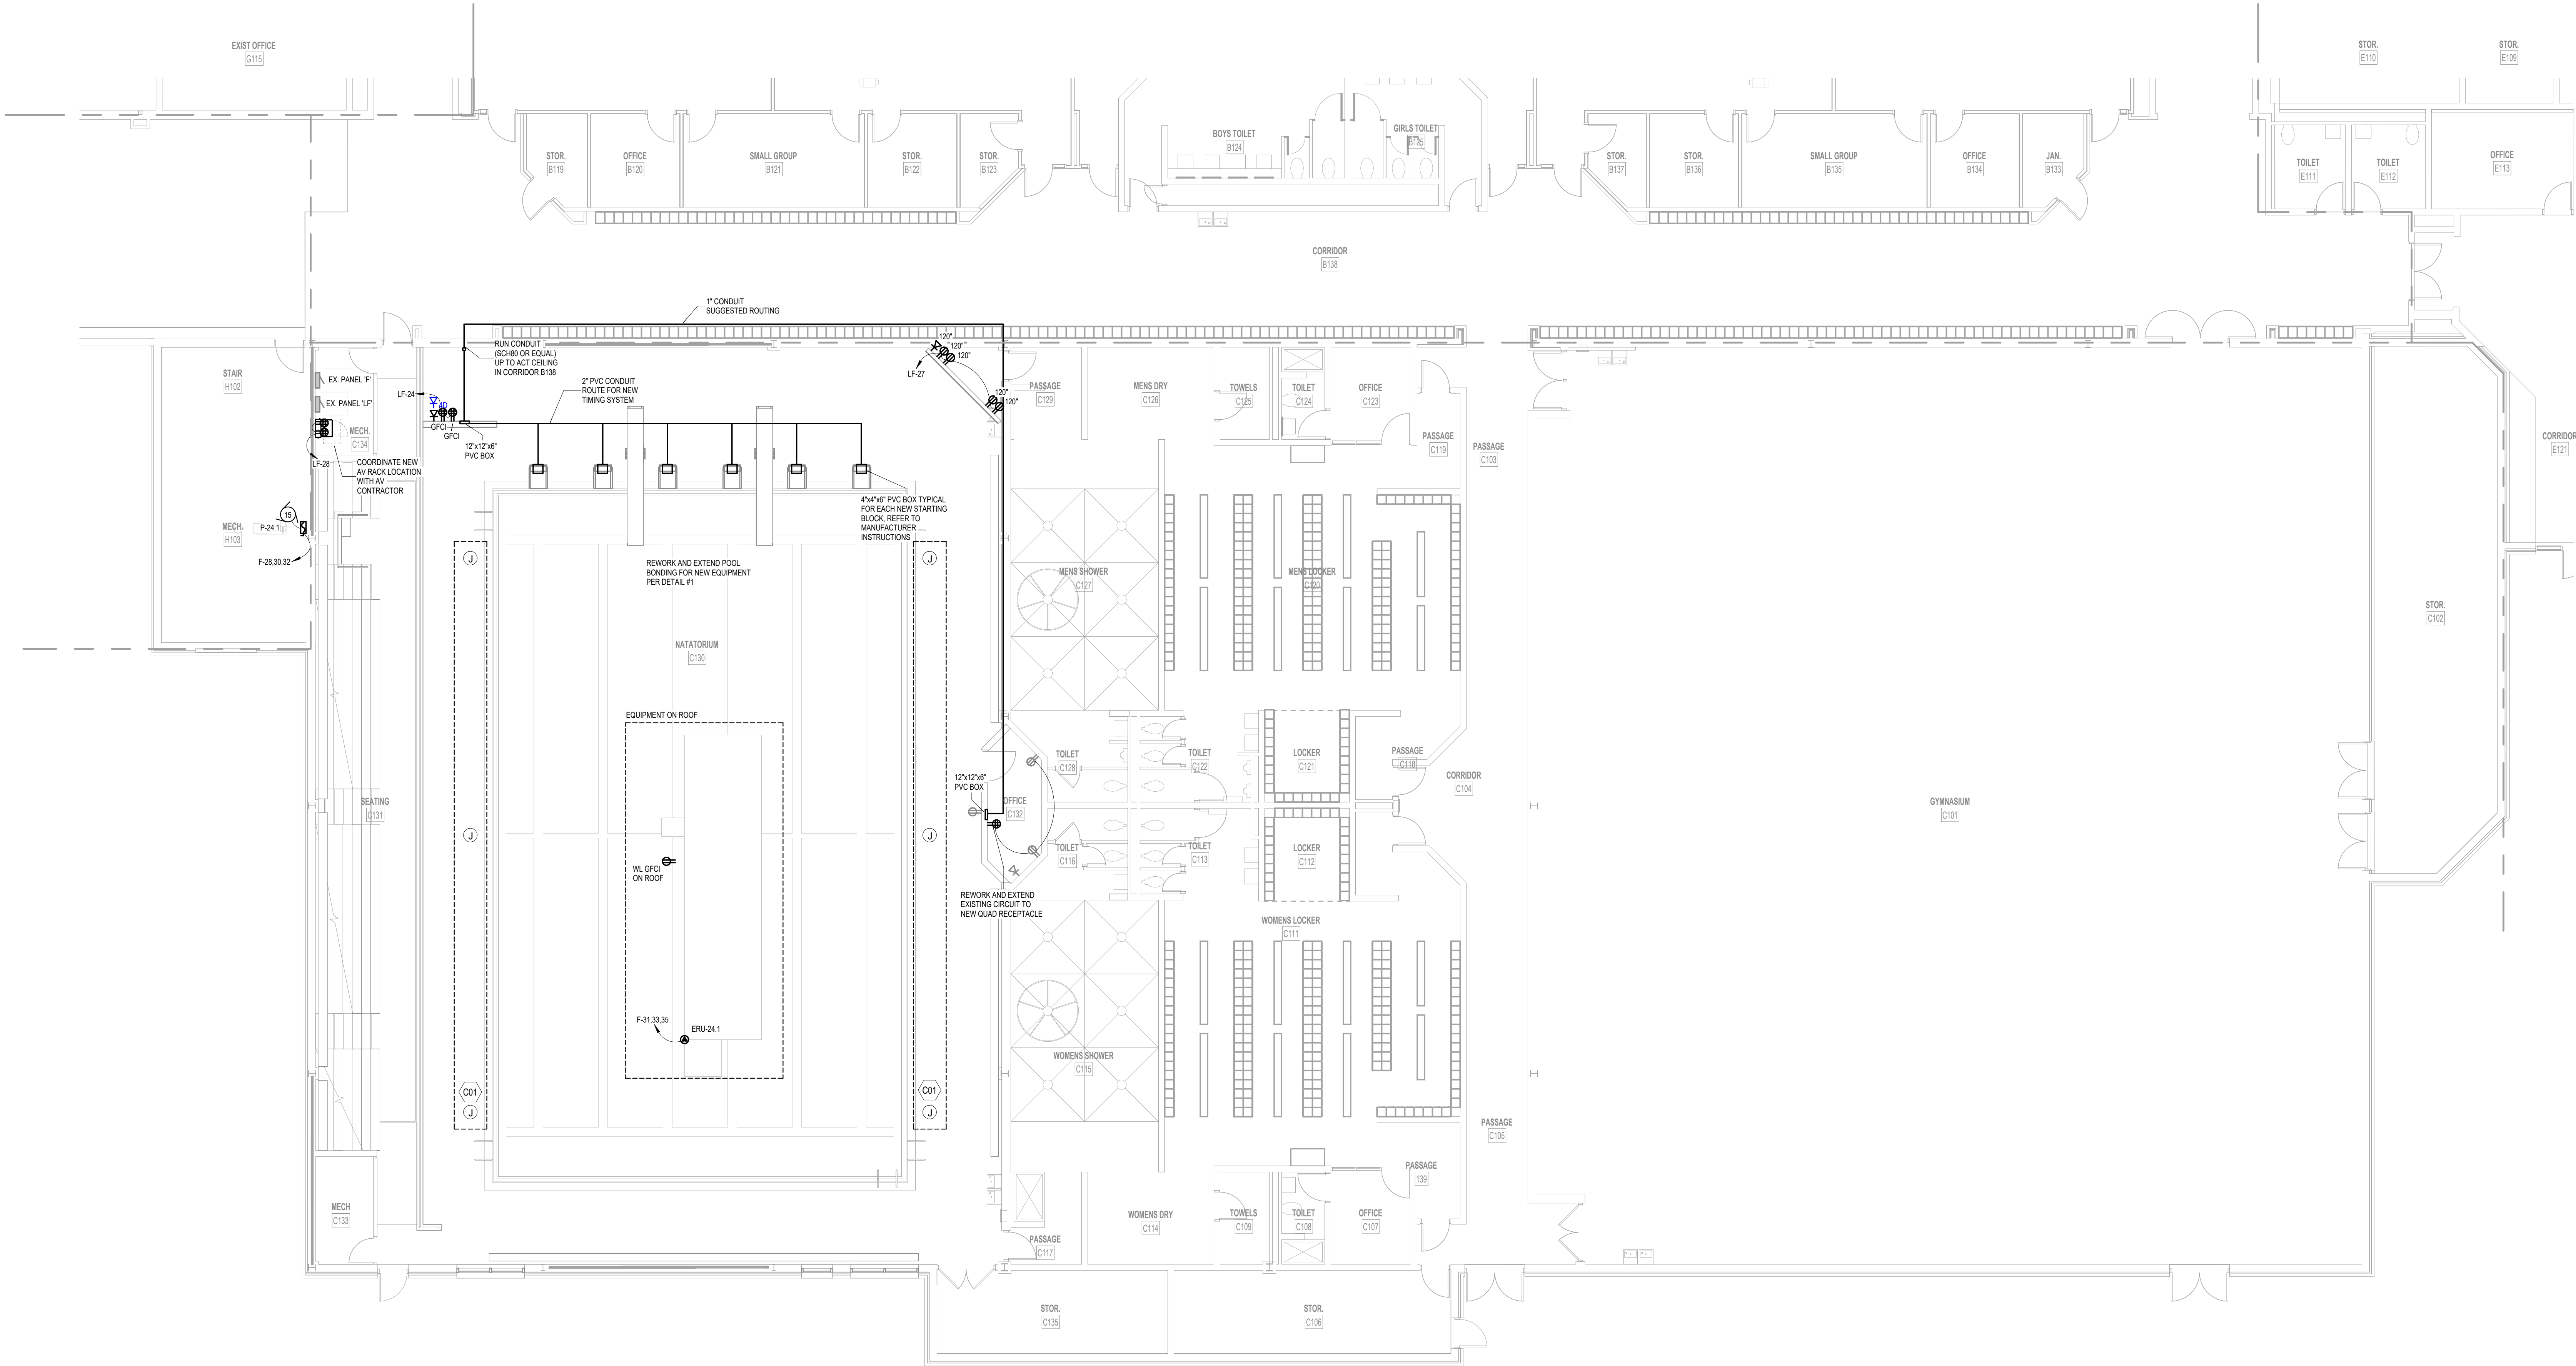 EXIST OFFICE
G115
STOR.
E110
STOR.
E109
STOR.
B119
OFFICE
B120
SMALL GROUP
B121
STOR.
B122
STOR.
B123
BOYS TOILET
B124
GIRLS TOILET
B125
STOR.
B137
STOR.
B136
SMALL GROUP
B135
OFFICE
B134
JAN.
B133
TOILET
E111
TOILET
E112
OFFICE
E113
CORRIDOR
B138
1" CONDUIT
SUGGESTED ROUTING
RUN CONDUIT
(SCH80 OR EQUAL)
UP TO ACT CEILING
IN CORRIDOR B138
2" PVC CONDUIT
ROUTE FOR NEW
TIMING SYSTEM
120"
120"
120"
LF-27
120"
120"
STAIR
H102
EX. PANEL 'F'
EX. PANEL 'LF'
LF-24
4D
GFCI
GFCI
12"x12"x6"
PVC BOX
MECH.
C134
LF-28
COORDINATE NEW
AV RACK LOCATION
WITH AV
CONTRACTOR
15
P-24.1
MECH.
H103
F-28,30,32
4"x4"x6" PVC BOX TYPICAL
FOR EACH NEW STARTING
BLOCK, REFER TO
MANUFACTURER
INSTRUCTIONS
PASSAGE
C129
MENS DRY
C126
TOWELS
C125
TOILET
C124
OFFICE
C123
PASSAGE
C119
PASSAGE
C103
CORRIDOR
E121
J
J
REWORK AND EXTEND POOL
BONDING FOR NEW EQUIPMENT
PER DETAIL #1
MENS SHOWER
C127
MENS LOCKER
C120
STOR.
C102
NATATORIUM
C130
EQUIPMENT ON ROOF
TOILET
C128
TOILET
C122
LOCKER
C121
PASSAGE
C118
CORRIDOR
C104
12"x12"x6"
PVC BOX
OFFICE
C132
SEATING
C131
GYMNASIUM
C101
J
J
TOILET
C116
TOILET
C113
LOCKER
C112
WL GFCI
ON ROOF
REWORK AND EXTEND
EXISTING CIRCUIT TO
NEW QUAD RECEPTACLE
WOMENS LOCKER
C111
F-31,33,35
ERU-24.1
WOMENS SHOWER
C115
C01
C01
J
J
PASSAGE
C105
PASSAGE
139
MECH
C133
WOMENS DRY
C114
TOWELS
C109
TOILET
C108
OFFICE
C107
PASSAGE
C117
STOR.
C135
STOR.
C106